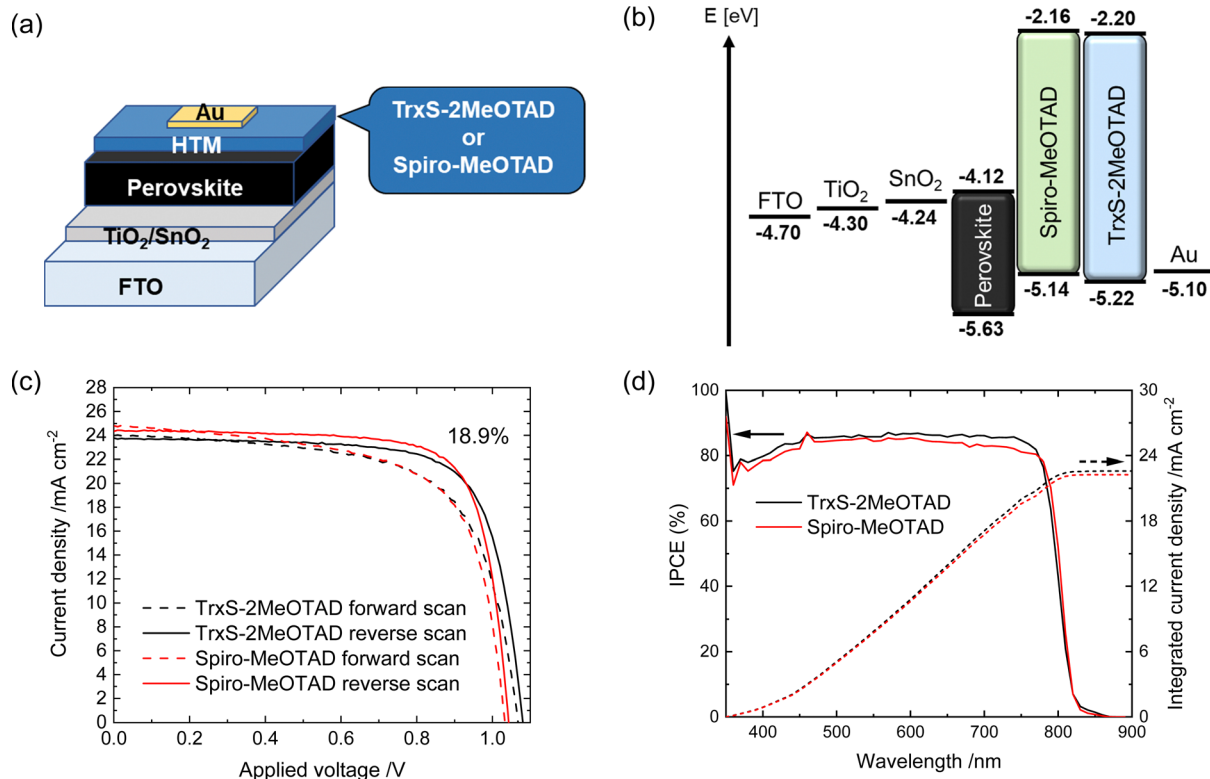 (a)
Au
HTM
Perovskite
TiO₂/SnO₂
FTO
TrxS-2MeOTAD
or
Spiro-MeOTAD
(b)
E [eV]
FTO
-4.70
TiO₂
-4.30
SnO₂
-4.24
-4.12
Perovskite
-5.63
-2.16
Spiro-MeOTAD
-5.14
-2.20
TrxS-2MeOTAD
-5.22
Au
-5.10
(c)
Current density /mA cm⁻²
28
26
24
22
20
18
16
14
12
10
8
6
4
2
0
18.9%
TrxS-2MeOTAD forward scan
TrxS-2MeOTAD reverse scan
Spiro-MeOTAD forward scan
Spiro-MeOTAD reverse scan
0.0 0.2 0.4 0.6 0.8 1.0
Applied voltage /V
(d)
IPCE (%)
100
80
60
40
20
0
TrxS-2MeOTAD
Spiro-MeOTAD
30
24
18
12
6
0
Integrated current density /mA cm⁻²
400 500 600 700 800 900
Wavelength /nm